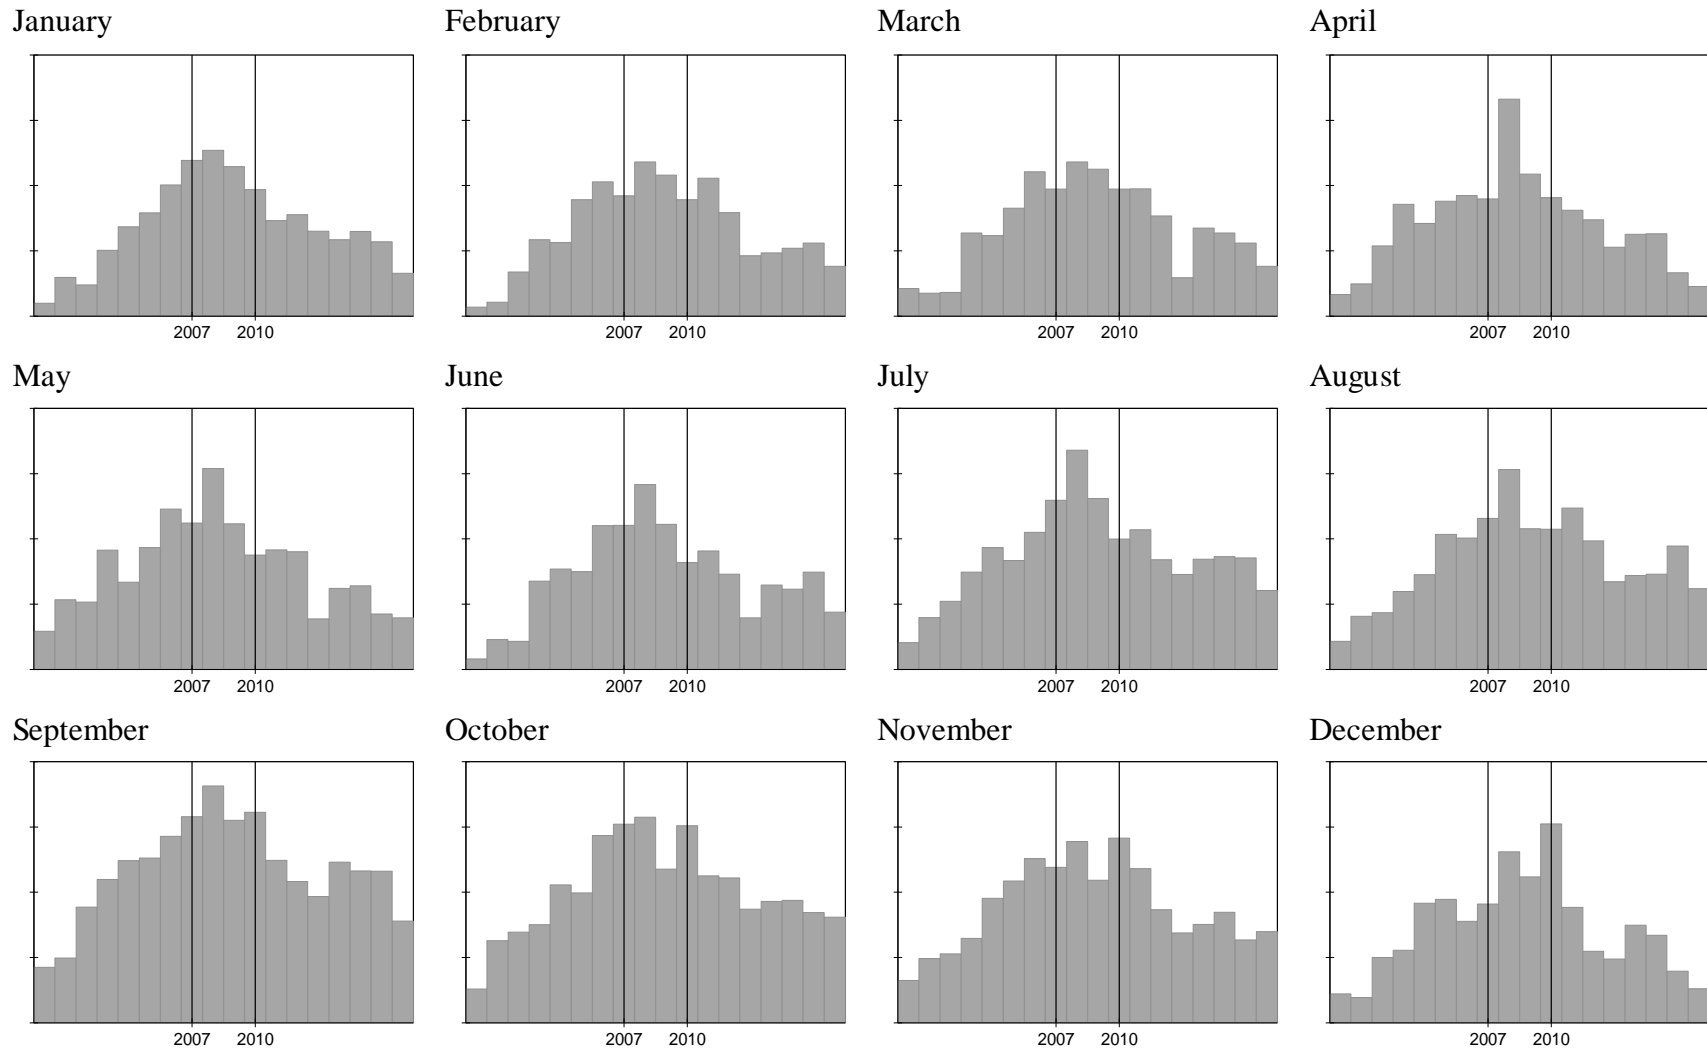 January February March April
2007 2010 2007 2010 2007 2010 2007 2010
May June July August
2007 2010 2007 2010 2007 2010 2007 2010
September October November December
2007 2010 2007 2010 2007 2010 2007 2010